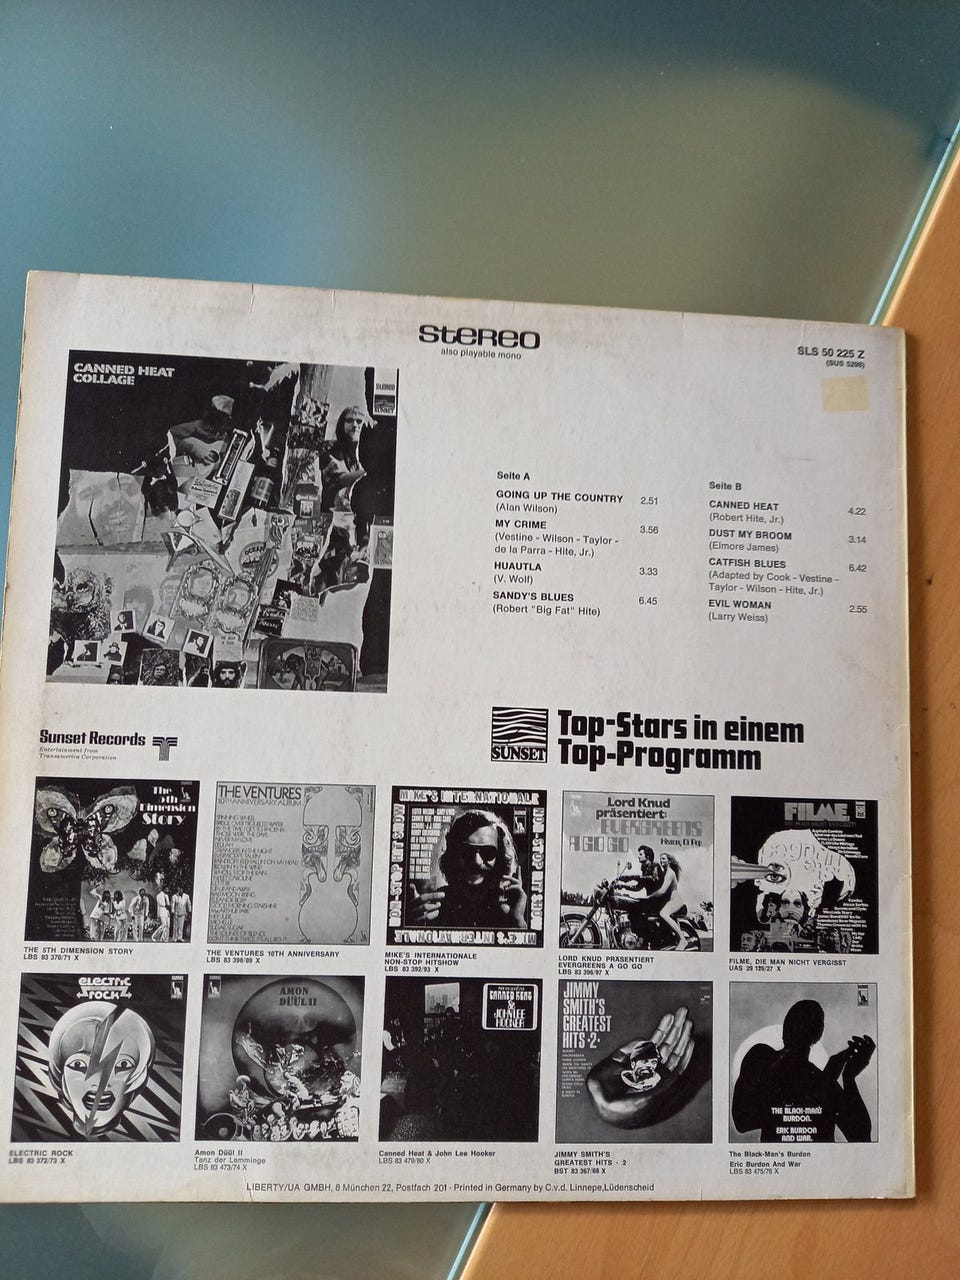 stereo
also playable mono
SLS 50 225 Z
(SUS 5298)
CANNED HEAT
COLLAGE
SUNSET
Seite A
GOING UP THE COUNTRY 2.51
(Alan Wilson)
MY CRIME 3.56
(Vestine - Wilson - Taylor -
de la Parra - Hite, Jr.)
HUAUTLA 3.33
(V. Wolf)
SANDY'S BLUES 6.45
(Robert "Big Fat" Hite)
Seite B
CANNED HEAT 4.22
(Robert Hite, Jr.)
DUST MY BROOM 3.14
(Elmore James)
CATFISH BLUES 6.42
(Adapted by Cook - Vestine -
Taylor - Wilson - Hite, Jr.)
EVIL WOMAN 2.55
(Larry Weiss)
Sunset Records
Entertainment from
Transamerica Corporation
SUNSET
Top-Stars in einem
Top-Programm
The
5th
Dimension
Story
THE 5TH DIMENSION STORY
LBS 83 370/71 X
THE VENTURES
10TH ANNIVERSARY ALBUM
THE VENTURES 10TH ANNIVERSARY
LBS 83 388/89 X
MIKE'S INTERNATIONALE
NON-STOP HIT SHOW
MIKE'S INTERNATIONALE
NON-STOP HITSHOW
LBS 83 392/93 X
Lord Knud
präsentiert:
EVERGREENS
A GO GO
LORD KNUD PRÄSENTIERT
EVERGREENS A GO GO
LBS 83 396/97 X
FILME,
FILME, DIE MAN NICHT VERGISST
UAS 29 126/27 X
ELECTRIC
ROCK
ELECTRIC ROCK
LBS 83 372/73 X
AMON
DÜÜL II
Amon Düül II
Tanz der Lemminge
LBS 83 473/74 X
CANNED HEAT
&
JOHN LEE
HOOKER
Canned Heat & John Lee Hooker
LBS 83 479/80 X
JIMMY
SMITH'S
GREATEST
HITS · 2 ·
JIMMY SMITH'S
GREATEST HITS · 2
BST 83 367/68 X
THE BLACK-MAN'S
BURDON.
ERIC BURDON
AND WAR.
The Black-Man's Burdon
Eric Burdon And War
LBS 83 475/76 X
LIBERTY/UA GMBH, 8 München 22, Postfach 201 · Printed in Germany by C.v.d. Linnepe, Lüdenscheid